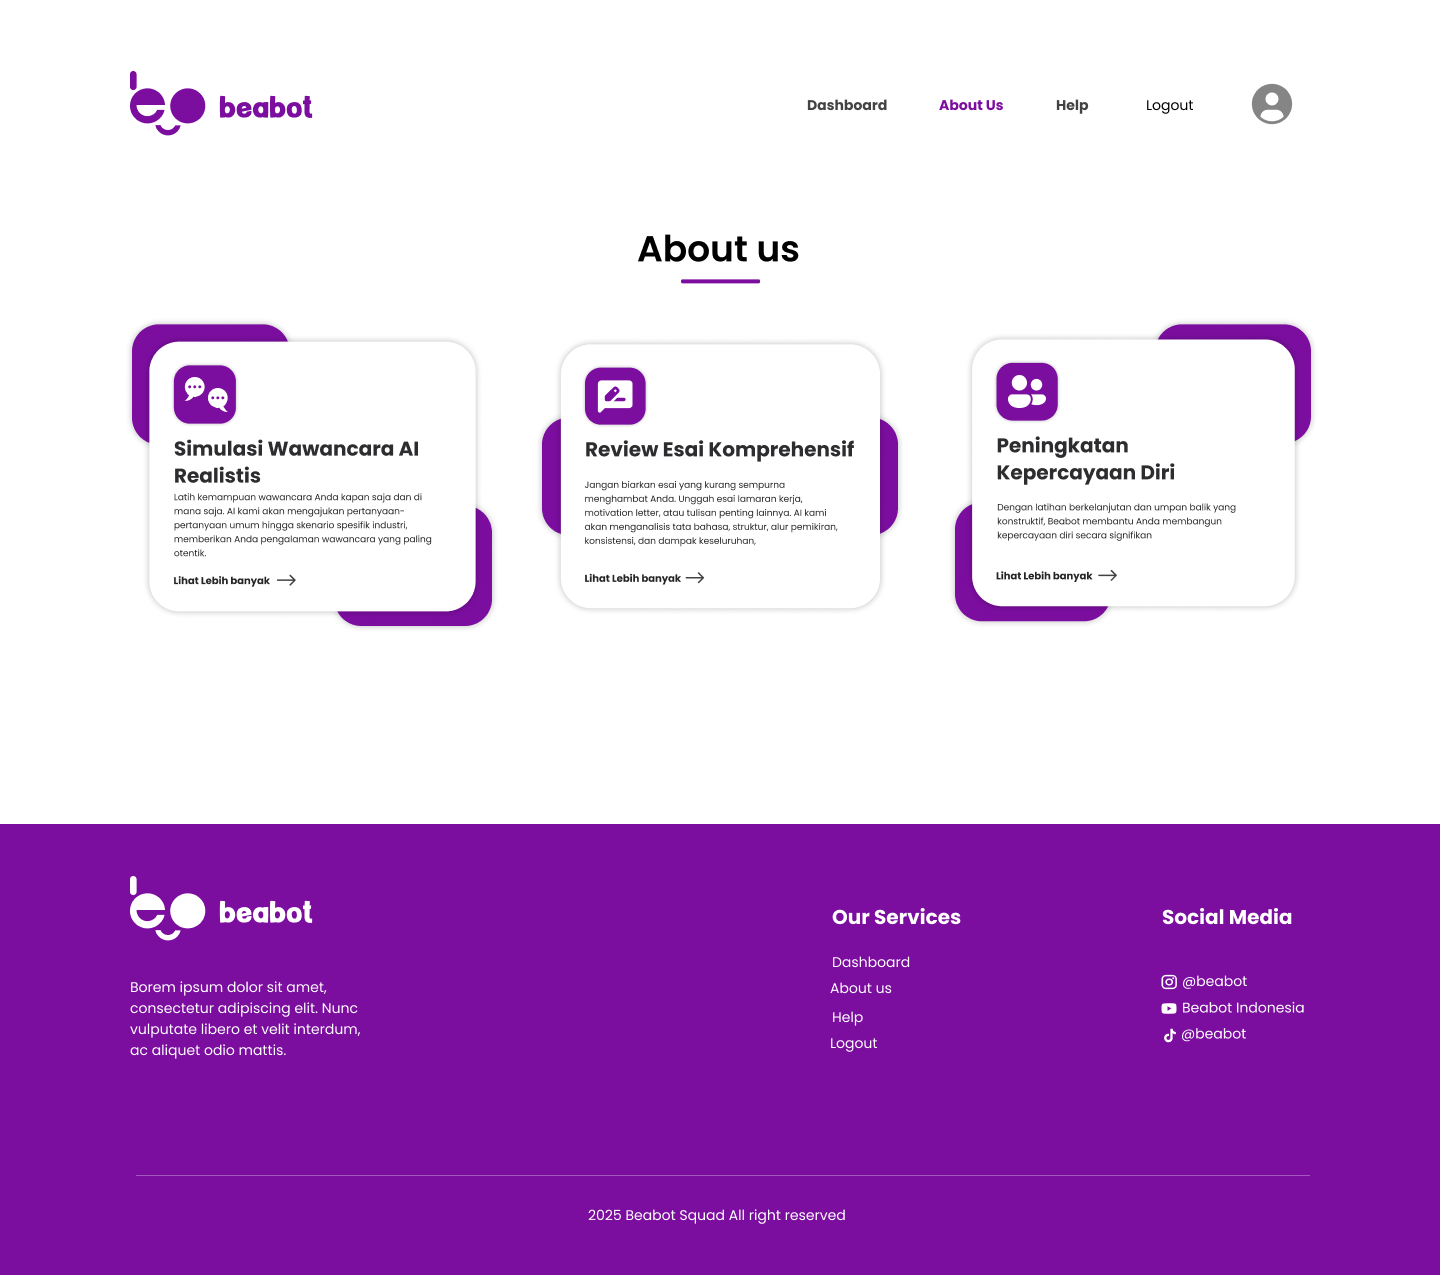 beabot
Dashboard
About Us
Help
Logout
About us
Simulasi Wawancara AI
Realistis
Latih kemampuan wawancara Anda kapan saja dan di
mana saja. AI kami akan mengajukan pertanyaan-
pertanyaan umum hingga skenario spesifik industri,
memberikan Anda pengalaman wawancara yang paling
otentik.
Lihat Lebih banyak
Review Esai Komprehensif
Jangan biarkan esai yang kurang sempurna
menghambat Anda. Unggah esai lamaran kerja,
motivation letter, atau tulisan penting lainnya. AI kami
akan menganalisis tata bahasa, struktur, alur pemikiran,
konsistensi, dan dampak keseluruhan,
Lihat Lebih banyak
Peningkatan
Kepercayaan Diri
Dengan latihan berkelanjutan dan umpan balik yang
konstruktif, Beabot membantu Anda membangun
kepercayaan diri secara signifikan
Lihat Lebih banyak
beabot
Borem ipsum dolor sit amet,
consectetur adipiscing elit. Nunc
vulputate libero et velit interdum,
ac aliquet odio mattis.
Our Services
Dashboard
About us
Help
Logout
Social Media
@beabot
Beabot Indonesia
@beabot
2025 Beabot Squad All right reserved